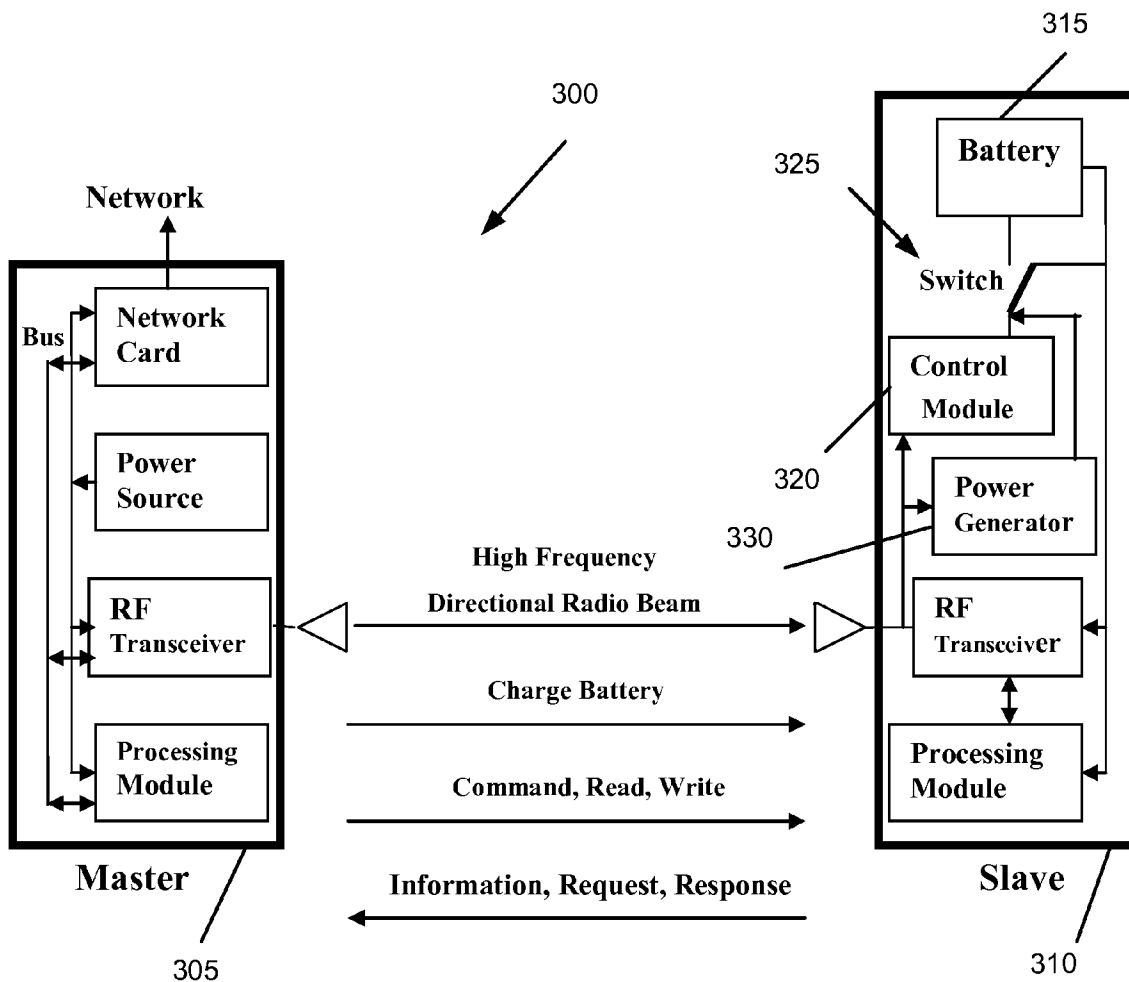 315
300
Battery
325
Network
Switch
Network
Card
Bus
Control
Module
Power
Source
320
Power
Generator
330
High Frequency
Directional Radio Beam
RF
Transceiver
RF
Transceiver
Charge Battery
Processing
Module
Processing
Module
Command, Read, Write
Master
Information, Request, Response
Slave
305
310